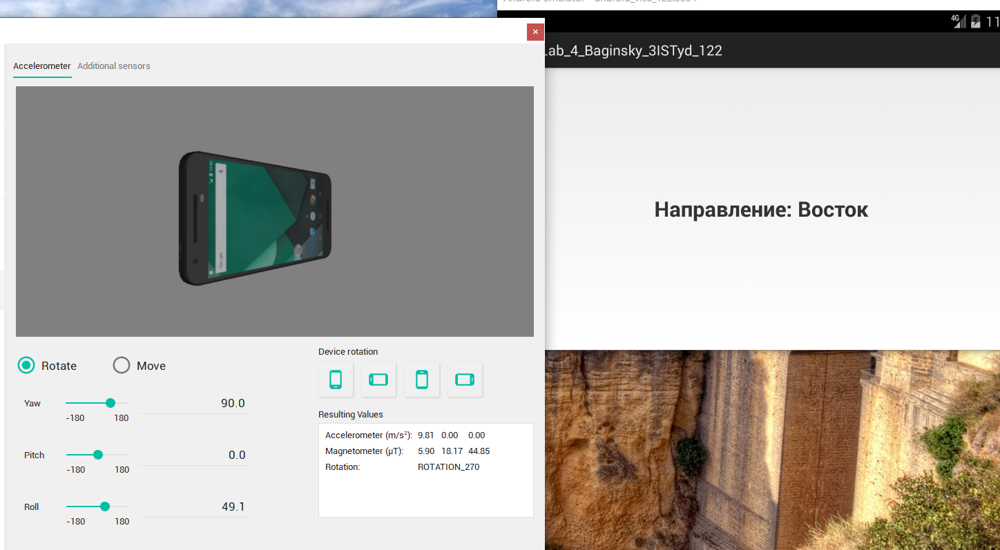 Accelerometer Additional sensors
Rotate Move
Yaw 90.0
-180 180
Pitch 0.0
-180 180
Roll 49.1
-180 180
Device rotation
Resulting Values
Accelerometer (m/s²): 9.81 0.00 0.00
Magnetometer (μT): 5.90 18.17 44.85
Rotation: ROTATION_270
4G 11
Lab_4_Baginsky_3ISTyd_122
Направление: Восток